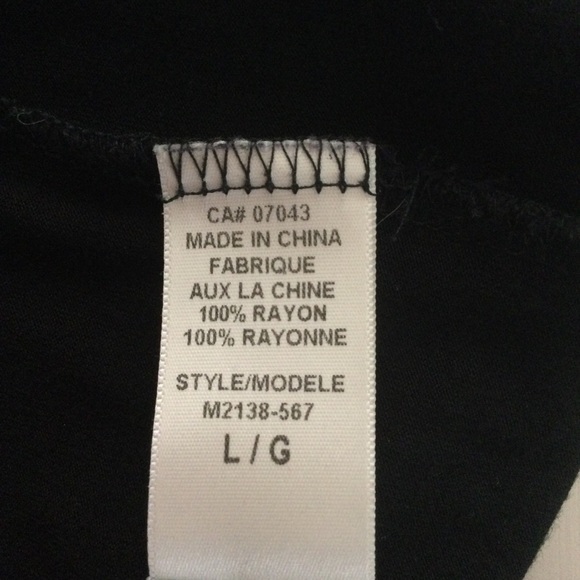 CA# 07043
MADE IN CHINA
FABRIQUE
AUX LA CHINE
100% RAYON
100% RAYONNE
STYLE/MODELE
M2138-567
L / G